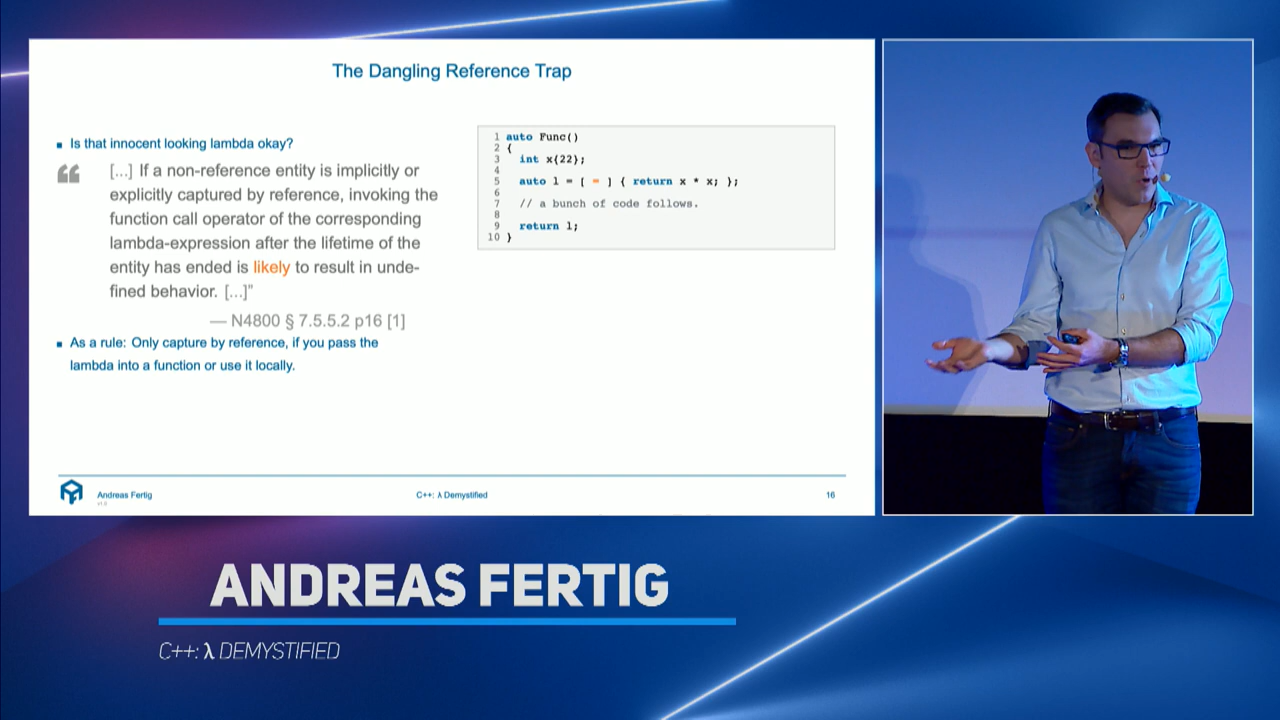 The Dangling Reference Trap
Is that innocent looking lambda okay?
“ […] If a non-reference entity is implicitly or
explicitly captured by reference, invoking the
function call operator of the corresponding
lambda-expression after the lifetime of the
entity has ended is likely to result in unde-
fined behavior. […]”
— N4800 § 7.5.5.2 p16 [1]
As a rule: Only capture by reference, if you pass the
lambda into a function or use it locally.
1 auto Func()
2 {
3 int x{22};
4
5 auto l = [ = ] { return x * x; };
6
7 // a bunch of code follows.
8
9 return l;
10 }
Andreas Fertig
v1.0
C++: λ Demystified
16
ANDREAS FERTIG
C++: λ DEMYSTIFIED